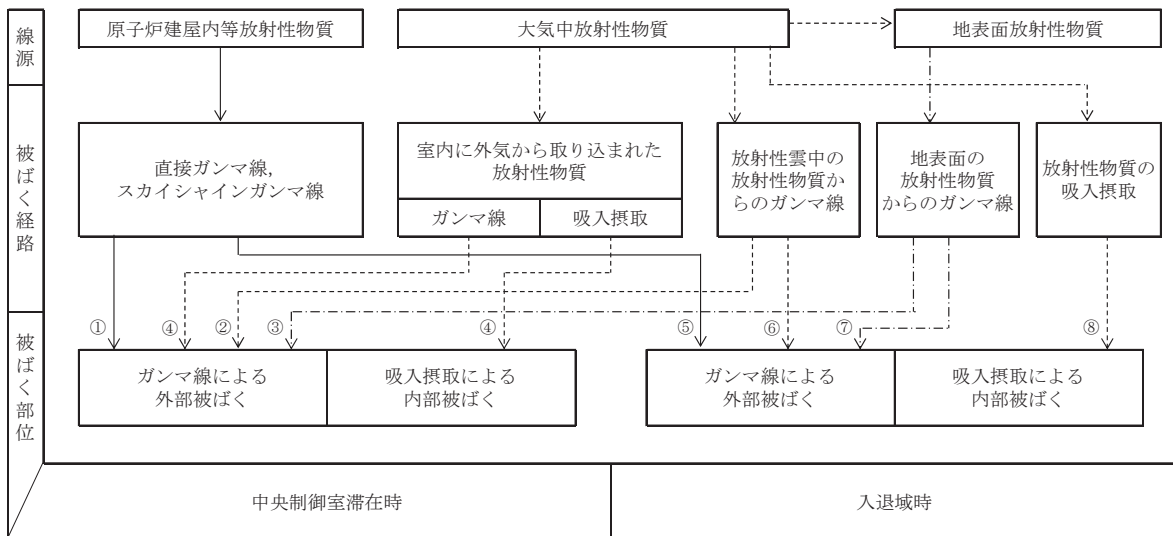 線源
原子炉建屋内等放射性物質
大気中放射性物質
地表面放射性物質
被ばく経路
直接ガンマ線,
スカイシャインガンマ線
室内に外気から取り込まれた
放射性物質
ガンマ線
吸入摂取
放射性雲中の
放射性物質か
らのガンマ線
地表面の
放射性物質
からのガンマ線
放射性物質の
吸入摂取
① ④ ② ③ ④ ⑤ ⑥ ⑦ ⑧
被ばく部位
ガンマ線による
外部被ばく
吸入摂取による
内部被ばく
ガンマ線による
外部被ばく
吸入摂取による
内部被ばく
中央制御室滞在時
入退域時